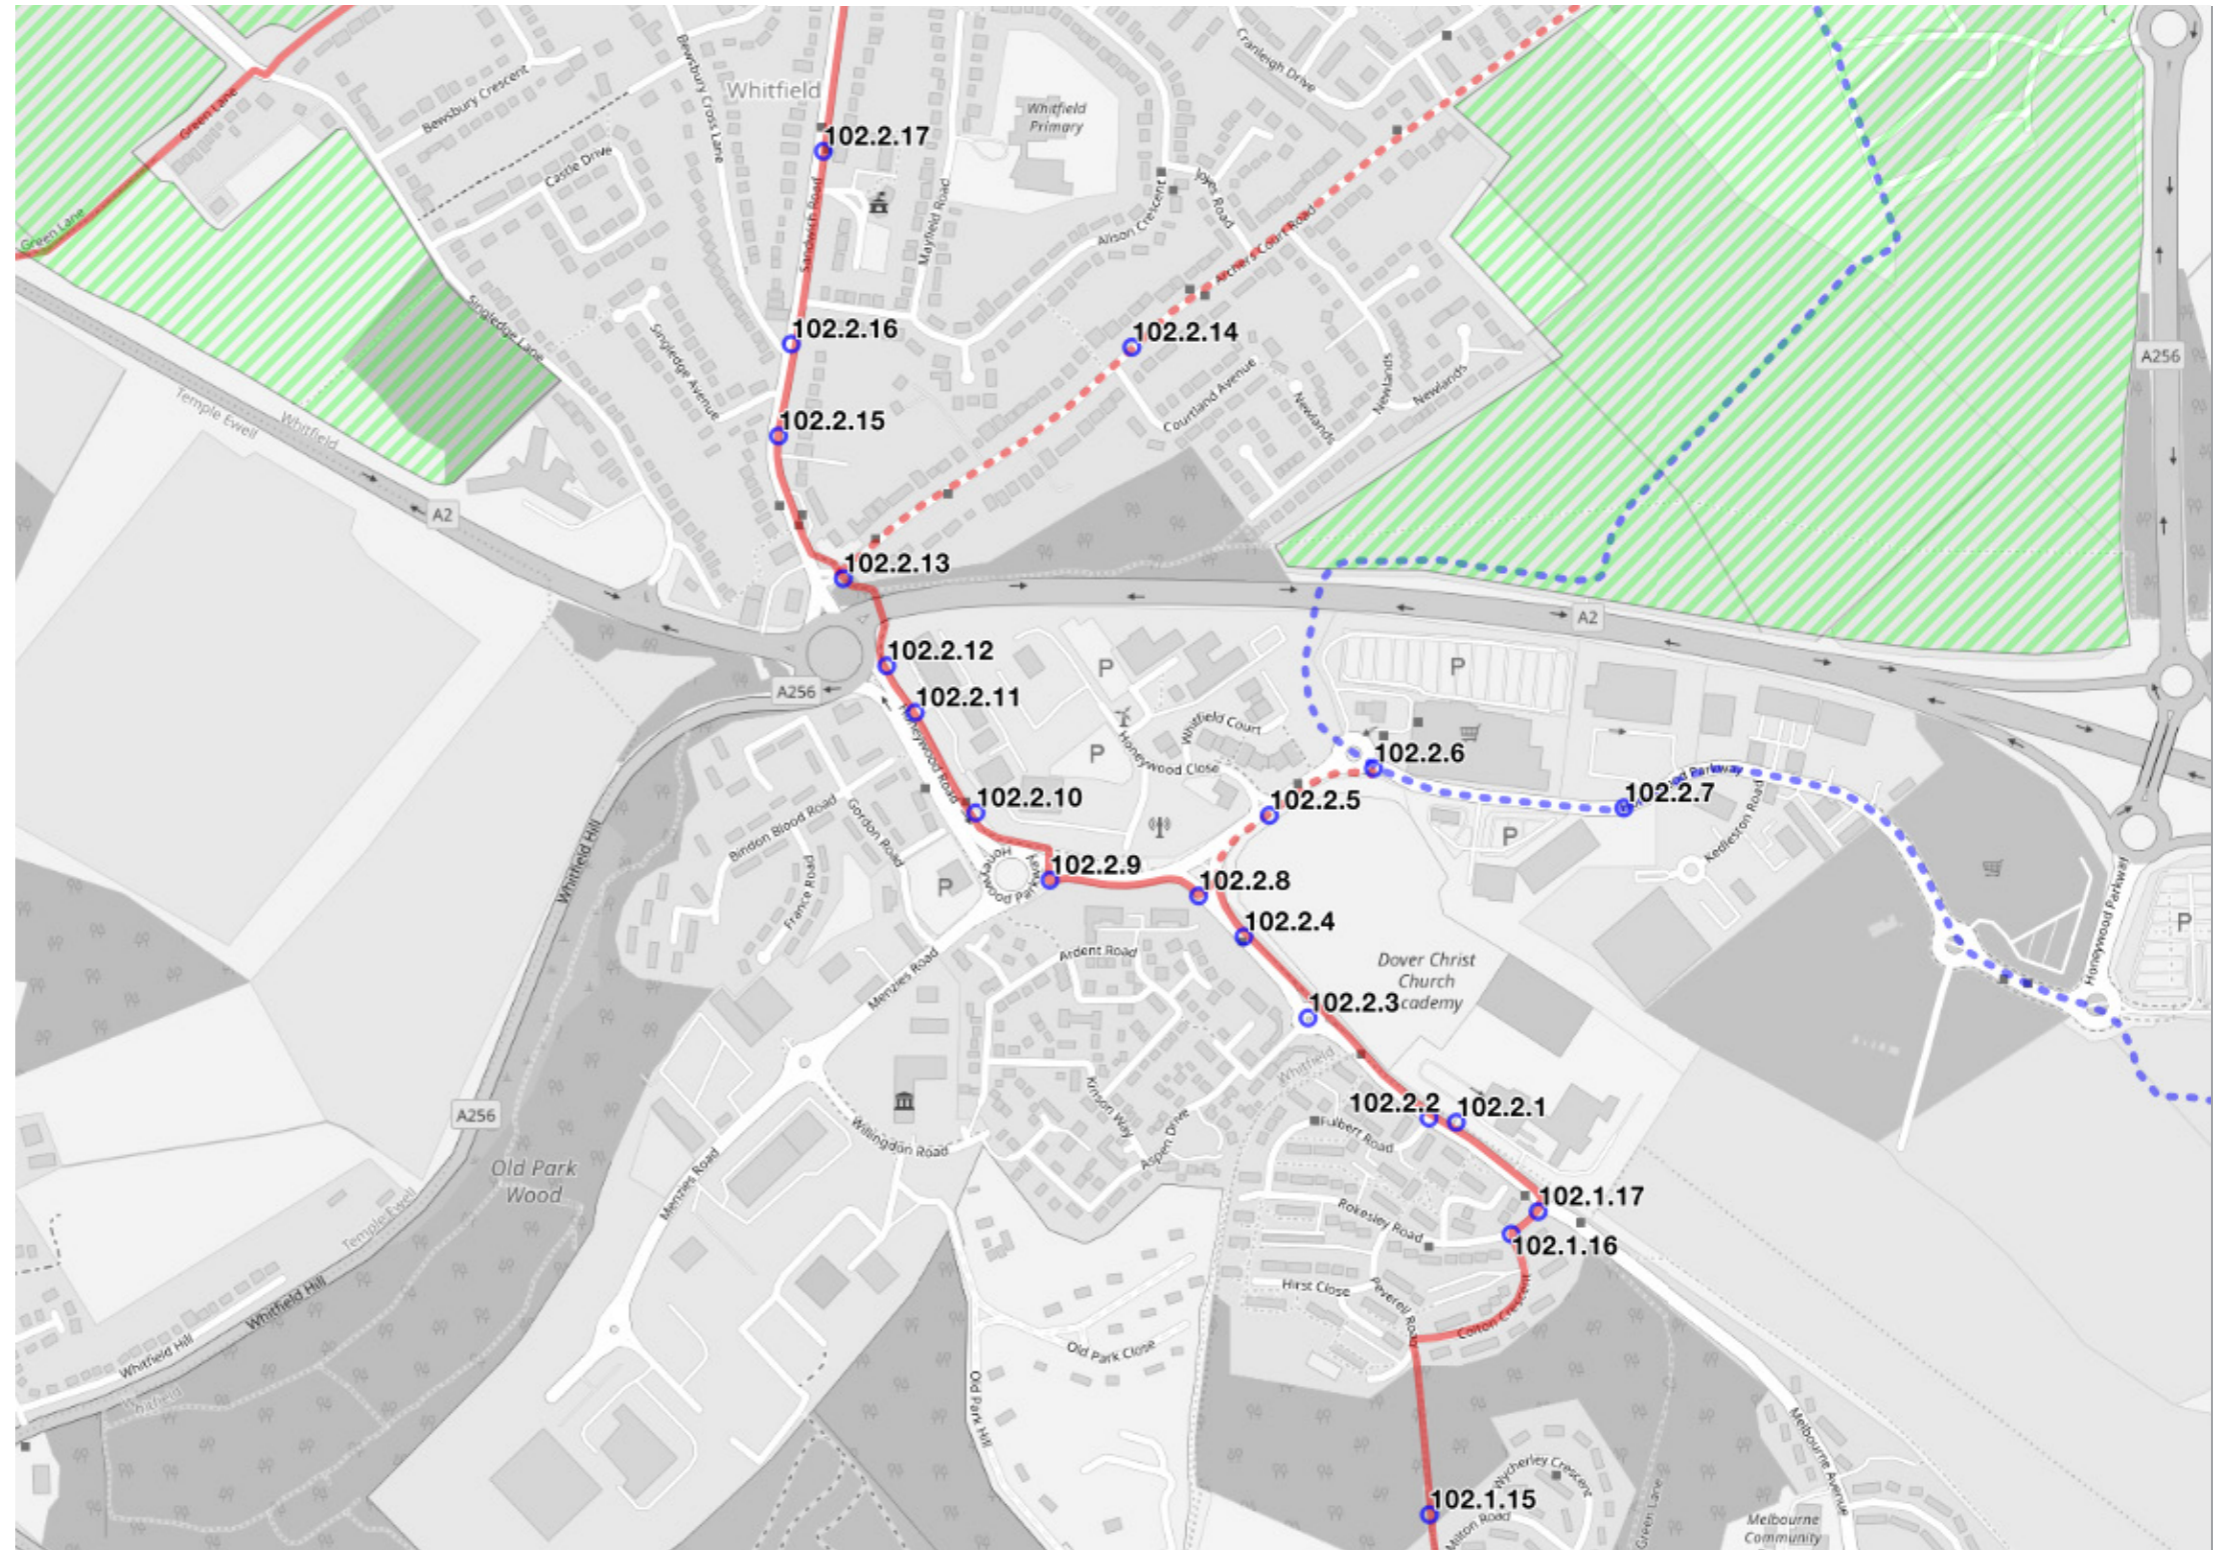 Cranleigh Drive
Bewsbury Crescent
Bewsbury Cross Lane
Whitfield
Whitfield
Primary
Green Lane
102.2.17
Castle Drive
Joyes Road
Sandwich Road
Mayfield Road
Alison Crescent
Archers Court Road
Green Lane
Singledge Lane
102.2.16
102.2.14
Singledge Avenue
A256
Courtland Avenue
Newlands
Newlands
Newlands
Temple Ewell
Whitfield
102.2.15
A2
102.2.13
A2
102.2.12
P
P
A256
102.2.11
Honeywood Road
Whitfield Court
Honeywood Close
P
102.2.6
102.2.7
Kedleston Road
102.2.10
102.2.5
Bindon Blood Road
Gordon Road
P
Whitfield Hill
France Road
P
102.2.9
102.2.8
102.2.4
Honeywood Parkway
P
Ardent Road
Menzies Road
Dover Christ
Church
102.2.3
Whitfield
A256
Willingdon Road
Krinson Way
Aspen Drive
102.2.2
102.2.1
Fulbert Road
Old Park
Wood
Menzies Road
102.1.17
Rokesley Road
102.1.16
Temple Ewell
Hirst Close
Peverell Road
Colton Crescent
Whitfield Hill
Whitfield Hill
Whitfield
Old Park Close
Old Park Hill
Melbourne Avenue
Wycherley Crescent
102.1.15
Milton Road
Green Lane
Melbourne
Community